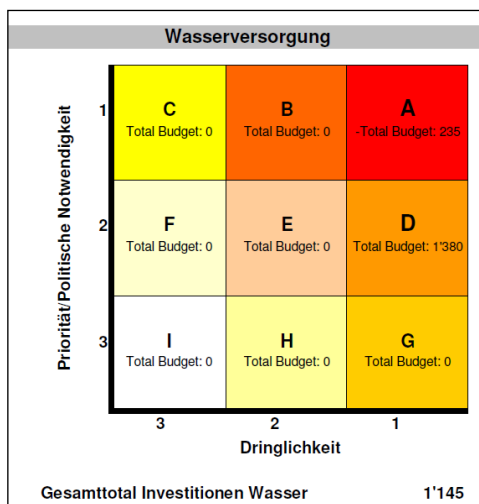 Wasserversorgung
Priorität/Politische Notwendigkeit
1
C
Total Budget: 0
B
Total Budget: 0
A
-Total Budget: 235
2
F
Total Budget: 0
E
Total Budget: 0
D
Total Budget: 1'380
3
I
Total Budget: 0
H
Total Budget: 0
G
Total Budget: 0
3 2 1
Dringlichkeit
Gesamttotal Investitionen Wasser 1'145